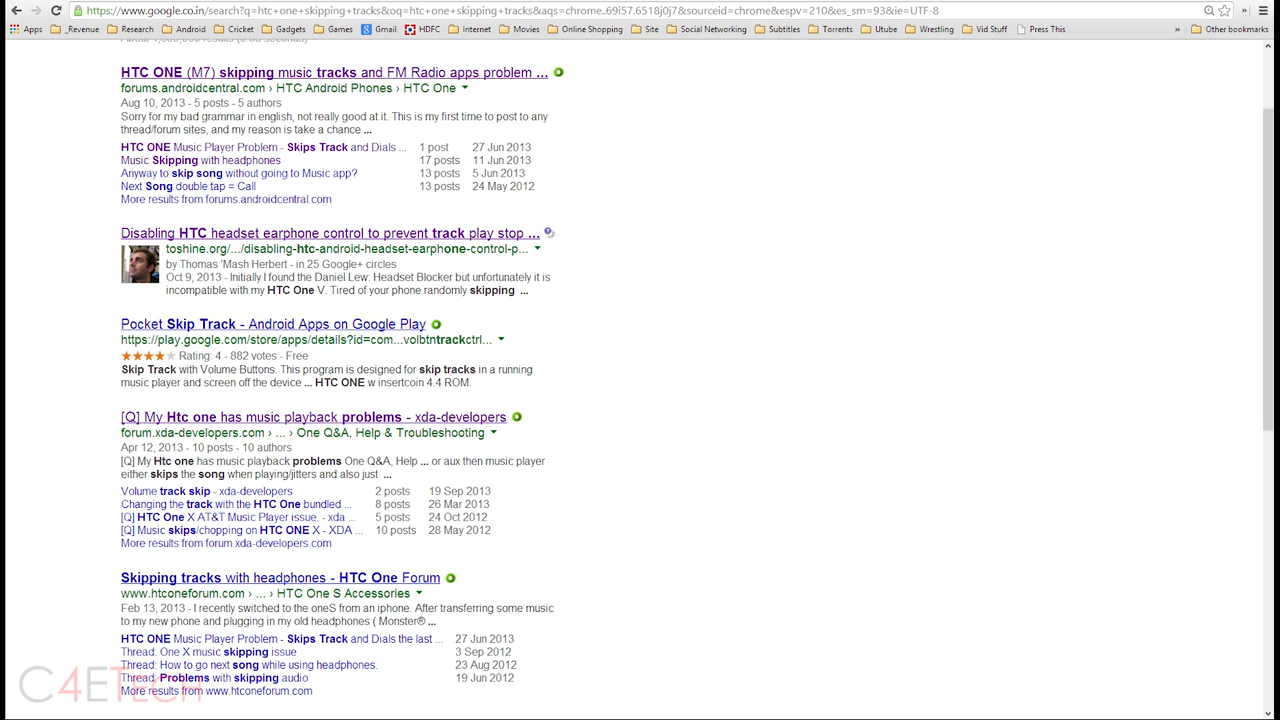 https://www.google.co.in/search?q=htc+one+skipping+tracks&oq=htc+one+skipping+tracks&aqs=chrome..69i57.6518j0j7&sourceid=chrome&espv=210&es_sm=93&ie=UTF-8
Apps _Revenue Research Android Cricket Gadgets Games Gmail HDFC Internet Movies Online Shopping Site Social Networking Subtitles Torrents Utube Wrestling Vid Stuff Press This » Other bookmarks
HTC ONE (M7) skipping music tracks and FM Radio apps problem ...
forums.androidcentral.com › HTC Android Phones › HTC One
Aug 10, 2013 - 5 posts - 5 authors
Sorry for my bad grammar in english, not really good at it. This is my first time to post to any
thread/forum sites, and my reason is take a chance ...
HTC ONE Music Player Problem - Skips Track and Dials ... 1 post 27 Jun 2013
Music Skipping with headphones 17 posts 11 Jun 2013
Anyway to skip song without going to Music app? 13 posts 5 Jun 2013
Next Song double tap = Call 13 posts 24 May 2012
More results from forums.androidcentral.com
Disabling HTC headset earphone control to prevent track play stop ...
toshine.org/.../disabling-htc-android-headset-earphone-control-p...
by Thomas 'Mash Herbert - in 25 Google+ circles
Oct 9, 2013 - Initially I found the Daniel Lew: Headset Blocker but unfortunately it is
incompatible with my HTC One V. Tired of your phone randomly skipping ...
Pocket Skip Track - Android Apps on Google Play
https://play.google.com/store/apps/details?id=com...volbtntrackctrl...
Rating: 4 - 882 votes - Free
Skip Track with Volume Buttons. This program is designed for skip tracks in a running
music player and screen off the device ... HTC ONE w insertcoin 4.4 ROM.
[Q] My Htc one has music playback problems - xda-developers
forum.xda-developers.com › ... › One Q&A, Help & Troubleshooting
Apr 12, 2013 - 10 posts - 10 authors
[Q] My Htc one has music playback problems One Q&A, Help ... or aux then music player
either skips the song when playing/jitters and also just ...
Volume track skip - xda-developers 2 posts 19 Sep 2013
Changing the track with the HTC One bundled ... 8 posts 26 Mar 2013
[Q] HTC One X AT&T Music Player issue. - xda ... 5 posts 24 Oct 2012
[Q] Music skips/chopping on HTC ONE X - XDA ... 10 posts 28 May 2012
More results from forum.xda-developers.com
Skipping tracks with headphones - HTC One Forum
www.htconeforum.com › ... › HTC One S Accessories
Feb 13, 2013 - I recently switched to the oneS from an iphone. After transferring some music
to my new phone and plugging in my old headphones ( Monster® ...
HTC ONE Music Player Problem - Skips Track and Dials the last ... 27 Jun 2013
Thread: One X music skipping issue 3 Sep 2012
Thread: How to go next song while using headphones. 23 Aug 2012
Thread: Problems with skipping audio 19 Jun 2012
More results from www.htconeforum.com
C4ETech